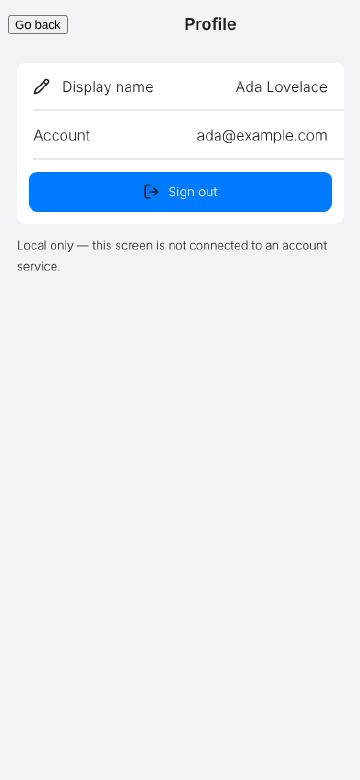 Go back
Profile
Display name
Ada Lovelace
Account
ada@example.com
Sign out
Local only — this screen is not connected to an account
service.